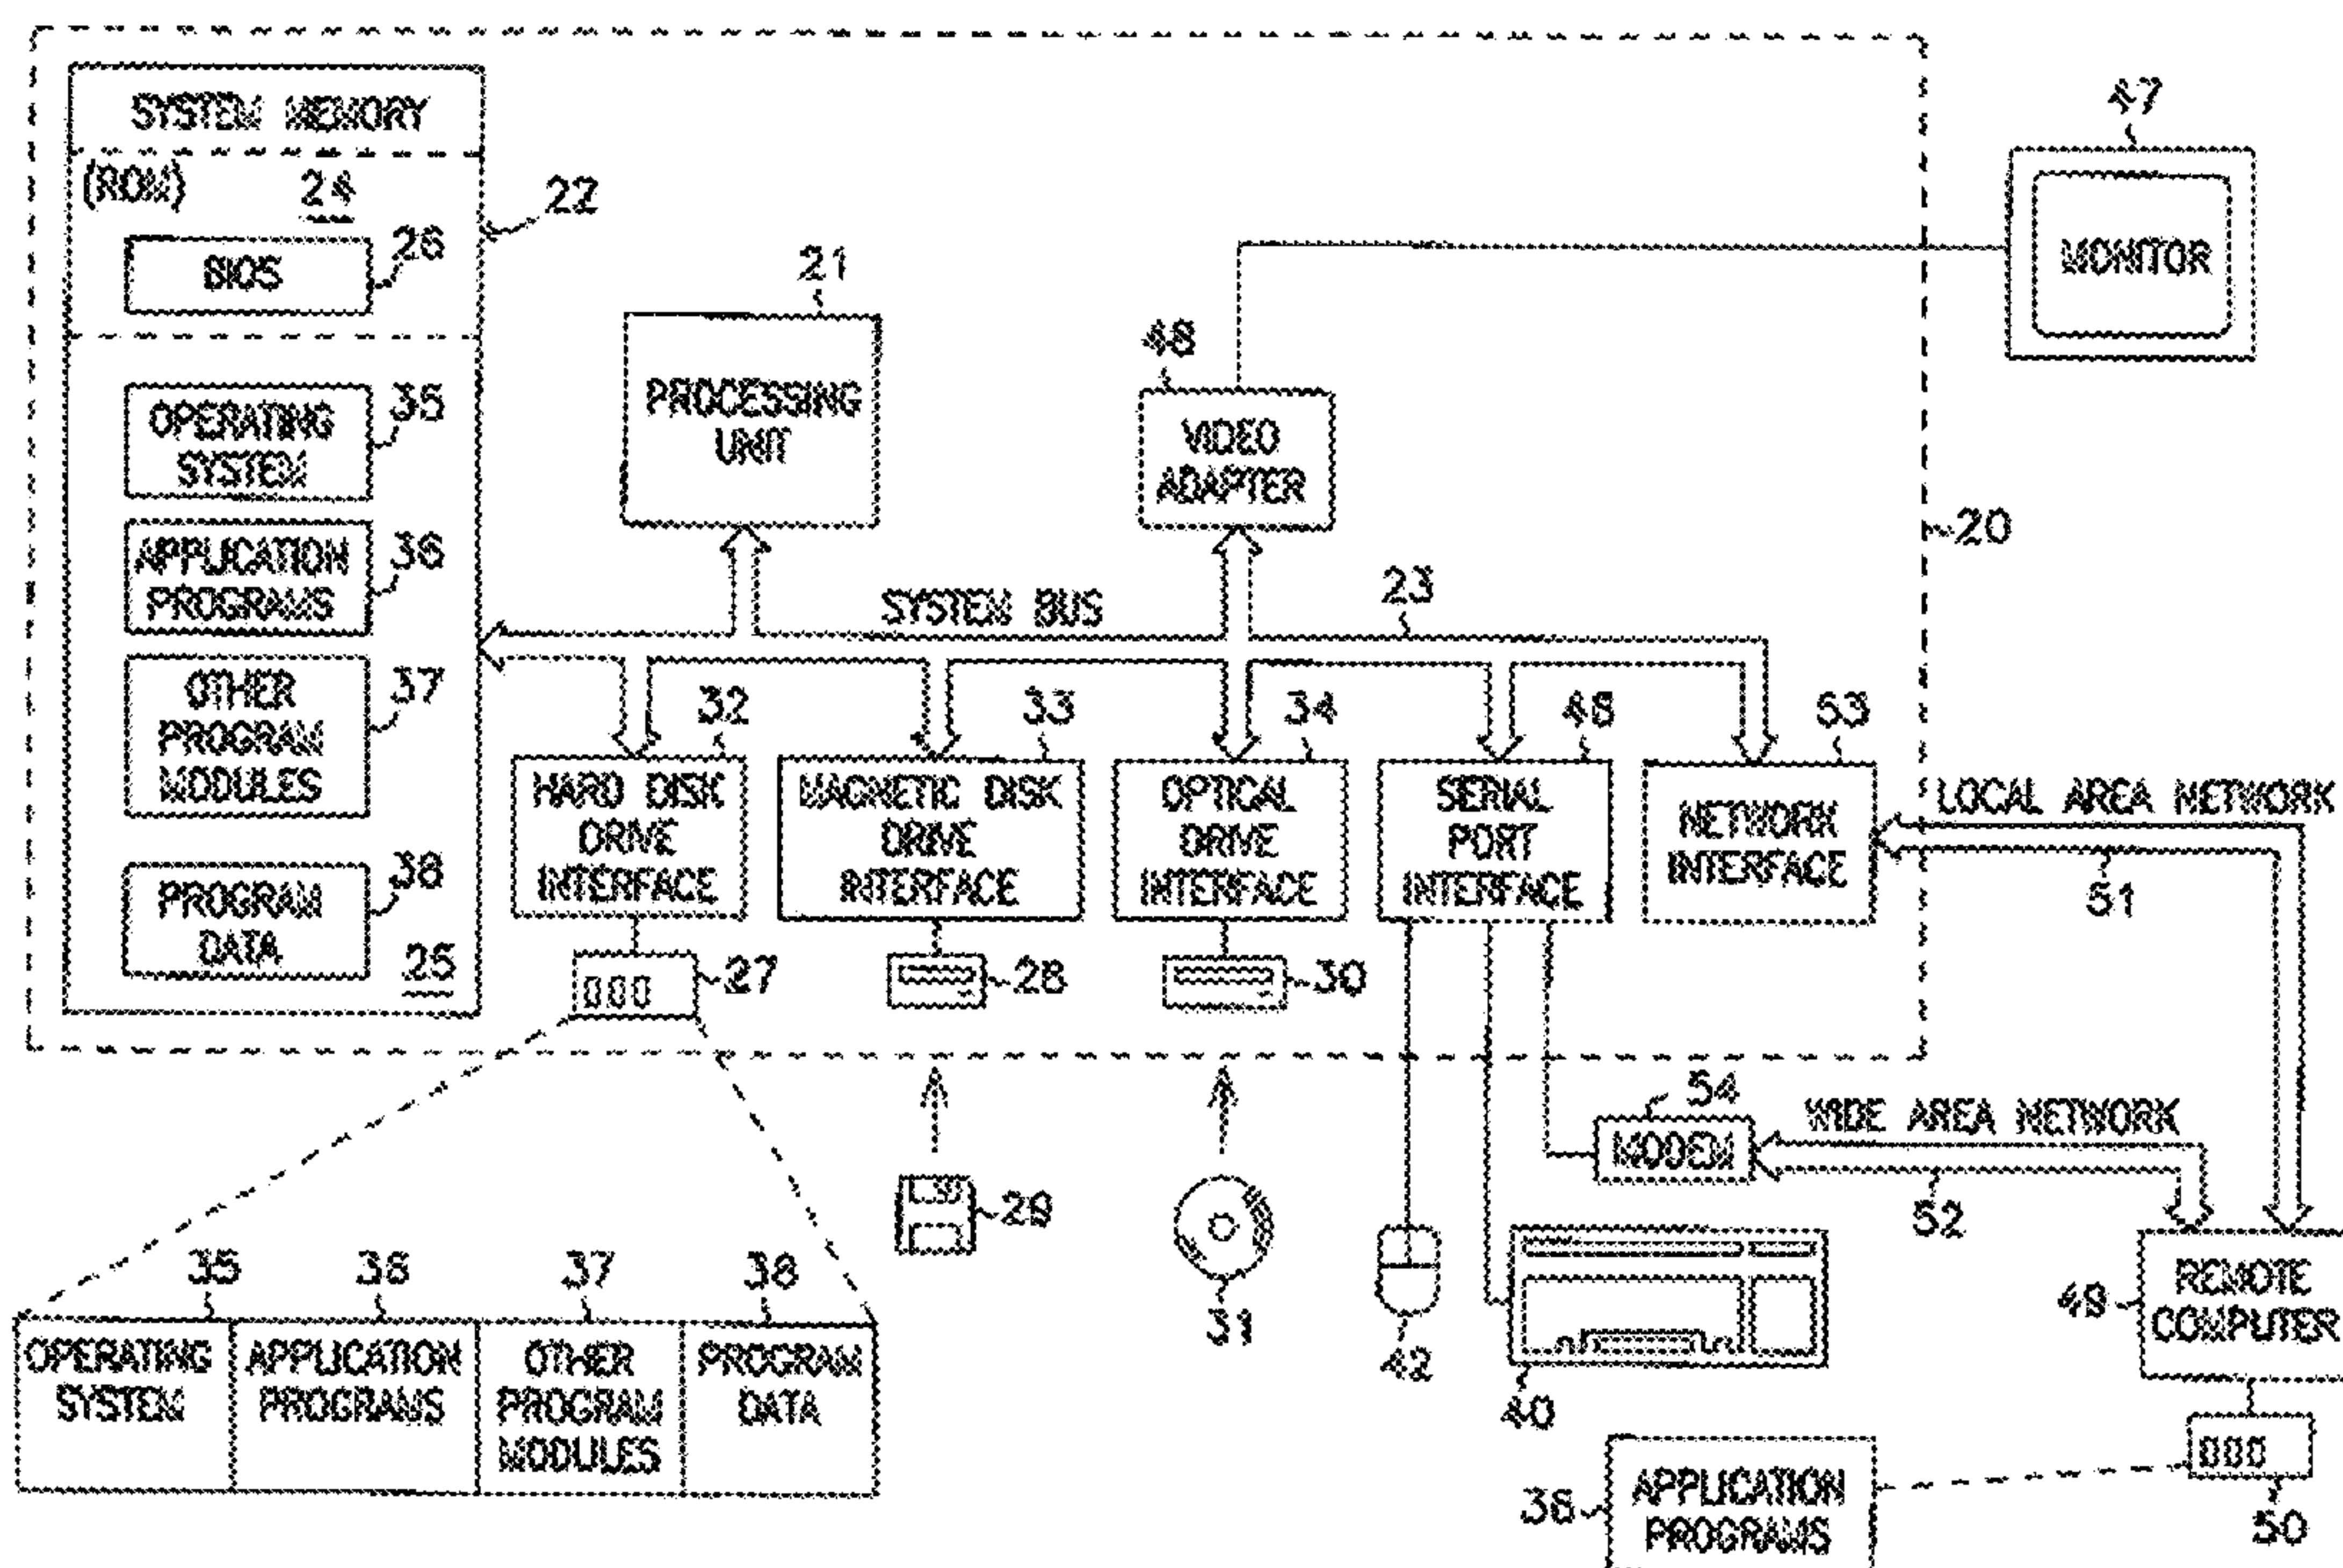 SYSTEM MEMORY
(ROM) 24
22
BIOS
26
OPERATING
SYSTEM
35
APPLICATION
PROGRAMS
36
OTHER
PROGRAM
MODULES
37
PROGRAM
DATA
38
25
21
PROCESSING
UNIT
48
VIDEO
ADAPTER
47
MONITOR
20
SYSTEM BUS
23
32
HARD DISK
DRIVE
INTERFACE
33
MAGNETIC DISK
DRIVE
INTERFACE
34
OPTICAL
DRIVE
INTERFACE
SERIAL
PORT
INTERFACE
53
NETWORK
INTERFACE
LOCAL AREA NETWORK
51
27
28
30
54
MODEM
WIDE AREA NETWORK
52
29
31
42
40
49
REMOTE
COMPUTER
50
35
OPERATING
SYSTEM
APPLICATION
PROGRAMS
37
OTHER
PROGRAM
MODULES
38
PROGRAM
DATA
APPLICATION
PROGRAMS